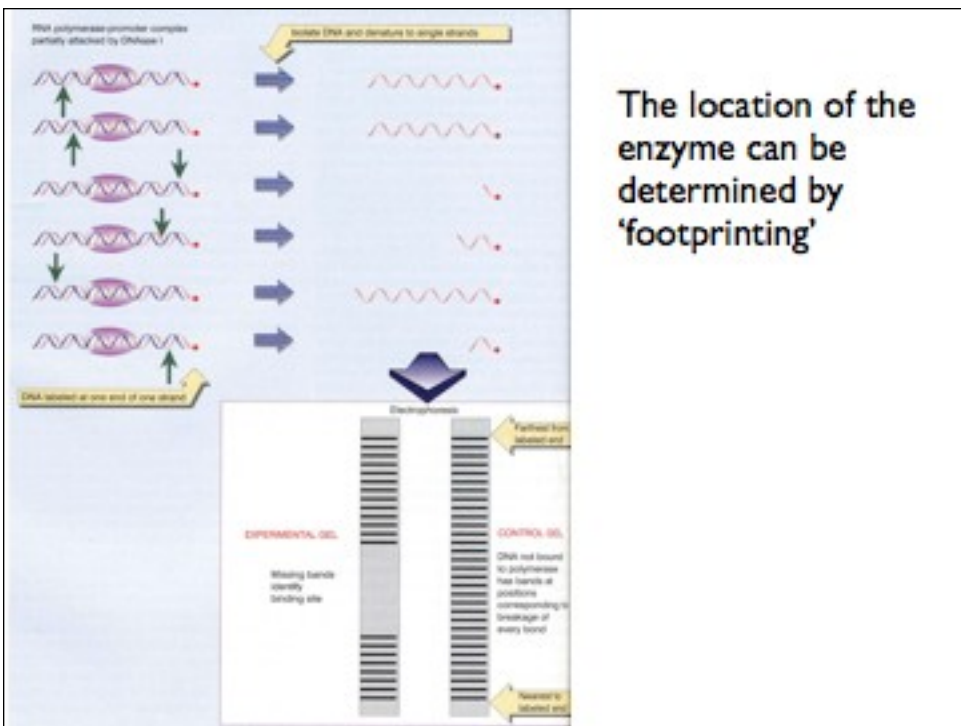 RNA polymerase-promoter complex
partially attacked by DNAase I
Isolate DNA and denature to single strands
The location of the
enzyme can be
determined by
‘footprinting’
DNA labeled at one end of one strand
Electrophoresis
Farthest from
labeled end
EXPERIMENTAL GEL
Missing bands
identify
binding site
CONTROL GEL
DNA not bound
to polymerase
has bands at
positions
corresponding to
breakage of
every bond
Nearest to
labeled end